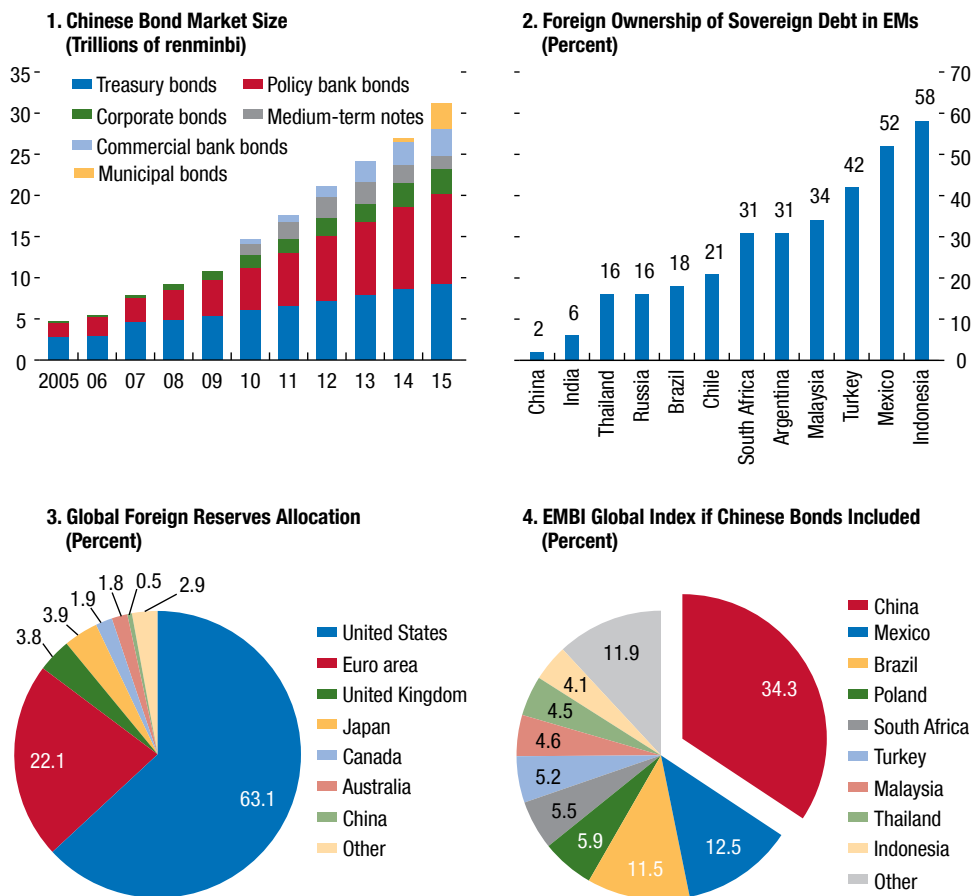 1. Chinese Bond Market Size
(Trillions of renminbi)
35
30
25
20
15
10
5
0
Treasury bonds
Policy bank bonds
Corporate bonds
Medium-term notes
Commercial bank bonds
Municipal bonds
2005 06 07 08 09 10 11 12 13 14 15
2. Foreign Ownership of Sovereign Debt in EMs
(Percent)
70
60
50
40
30
20
10
0
2 6 16 16 18 21 31 31 34 42 52 58
China
India
Thailand
Russia
Brazil
Chile
South Africa
Argentina
Malaysia
Turkey
Mexico
Indonesia
3. Global Foreign Reserves Allocation
(Percent)
3.8
3.9
1.9
1.8
0.5
2.9
22.1
63.1
United States
Euro area
United Kingdom
Japan
Canada
Australia
China
Other
4. EMBI Global Index if Chinese Bonds Included
(Percent)
34.3
12.5
11.5
5.9
5.5
5.2
4.6
4.5
4.1
11.9
China
Mexico
Brazil
Poland
South Africa
Turkey
Malaysia
Thailand
Indonesia
Other